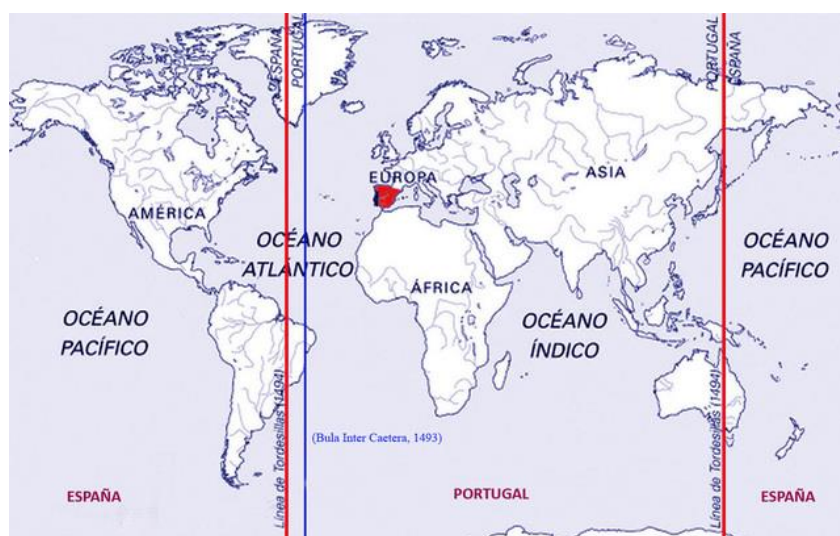 ESPAÑA
PORTUGAL
PORTUGAL
ESPAÑA
EUROPA
ASIA
AMÉRICA
OCÉANO
ATLÁNTICO
OCÉANO
PACÍFICO
ÁFRICA
OCÉANO
PACÍFICO
OCÉANO
ÍNDICO
Línea de Tordesillas (1494)
(Bula Inter Caetera, 1493)
Línea de Tordesillas (1494)
ESPAÑA
PORTUGAL
ESPAÑA